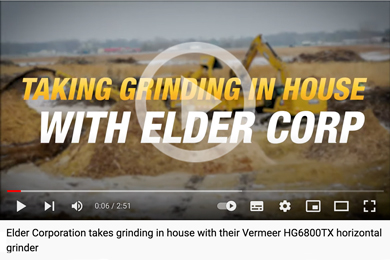 TAKING GRINDING IN HOUSE
WITH ELDER CORP
0:06 / 2:51
Elder Corporation takes grinding in house with their Vermeer HG6800TX horizontal
grinder